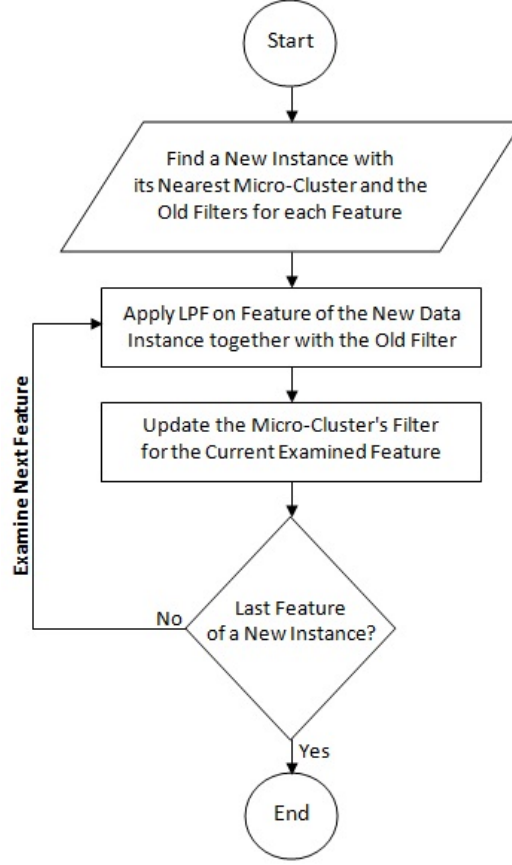 Start
Find a New Instance with
its Nearest Micro-Cluster and the
Old Filters for each Feature
Apply LPF on Feature of the New Data
Instance together with the Old Filter
Update the Micro-Cluster's Filter
for the Current Examined Feature
Examine Next Feature
Last Feature
of a New Instance?
No
Yes
End